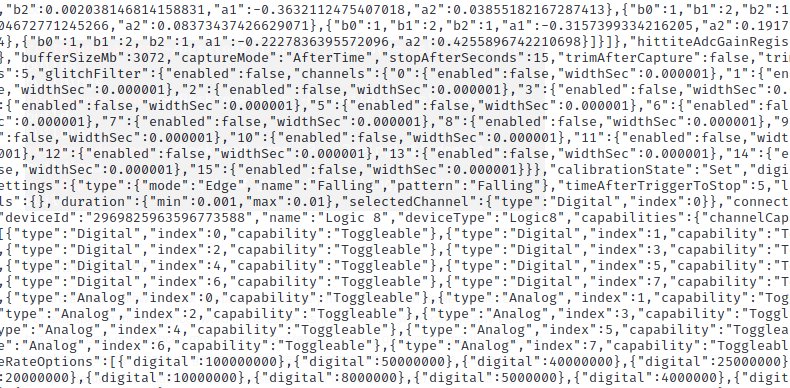 ,"b2":0.002038146814158831,"a1":-0.3632112475407018,"a2":0.03855182167287413},{"b0":1,"b1":2,"b2":1
04672771245266,"a2":0.08373437426629071},{"b0":1,"b1":1,"b2":1,"a1":-0.3157399334216205,"a2":0.1917
4},{"b0":1,"b1":2,"b2":1,"a1":-0.2227836395572096,"a2":0.4255896742210698}]}]},"hittiteAdcGainRegis
},"bufferSizeMb":3072,"captureMode":"AfterTime","stopAfterSeconds":15,"trimAfterCapture":false,"tri
s":5,"glitchFilter":{"enabled":false,"channels":{"0":{"enabled":false,"widthSec":0.000001},"1":{"en
e,"widthSec":0.000001},"2":{"enabled":false,"widthSec":0.000001},"3":{"enabled":false,"widthSec":0.
:{"enabled":false,"widthSec":0.000001},"5":{"enabled":false,"widthSec":0.000001},"6":{"enabled":fal
c":0.000001},"7":{"enabled":false,"widthSec":0.000001},"8":{"enabled":false,"widthSec":0.000001},"9
:false,"widthSec":0.000001},"10":{"enabled":false,"widthSec":0.000001},"11":{"enabled":false,"widt
001},"12":{"enabled":false,"widthSec":0.000001},"13":{"enabled":false,"widthSec":0.000001},"14":{"e
se,"widthSec":0.000001},"15":{"enabled":false,"widthSec":0.000001}}},"calibrationState":"Set","digi
ettings":{"type":{"mode":"Edge","name":"Falling","pattern":"Falling"},"timeAfterTriggerToStop":5,"l
ls":{},"duration":{"min":0.001,"max":0.01},"selectedChannel":{"type":"Digital","index":0}},"connect
"deviceId":"2969825963596773588","name":"Logic 8","deviceType":"Logic8","capabilities":{"channelCap
[{"type":"Digital","index":0,"capability":"Toggleable"},{"type":"Digital","index":1,"capability":"T
,{"type":"Digital","index":2,"capability":"Toggleable"},{"type":"Digital","index":3,"capability":"T
,{"type":"Digital","index":4,"capability":"Toggleable"},{"type":"Digital","index":5,"capability":"T
,{"type":"Digital","index":6,"capability":"Toggleable"},{"type":"Digital","index":7,"capability":"T
,{"type":"Analog","index":0,"capability":"Toggleable"},{"type":"Analog","index":1,"capability":"Tog
"type":"Analog","index":2,"capability":"Toggleable"},{"type":"Analog","index":3,"capability":"Toggl
ype":"Analog","index":4,"capability":"Toggleable"},{"type":"Analog","index":5,"capability":"Togglea
e":"Analog","index":6,"capability":"Toggleable"},{"type":"Analog","index":7,"capability":"Toggleabl
eRateOptions":[{"digital":100000000},{"digital":50000000},{"digital":40000000},{"digital":25000000}
:20000000},{"digital":10000000},{"digital":8000000},{"digital":5000000},{"digital":4000000},{"digit